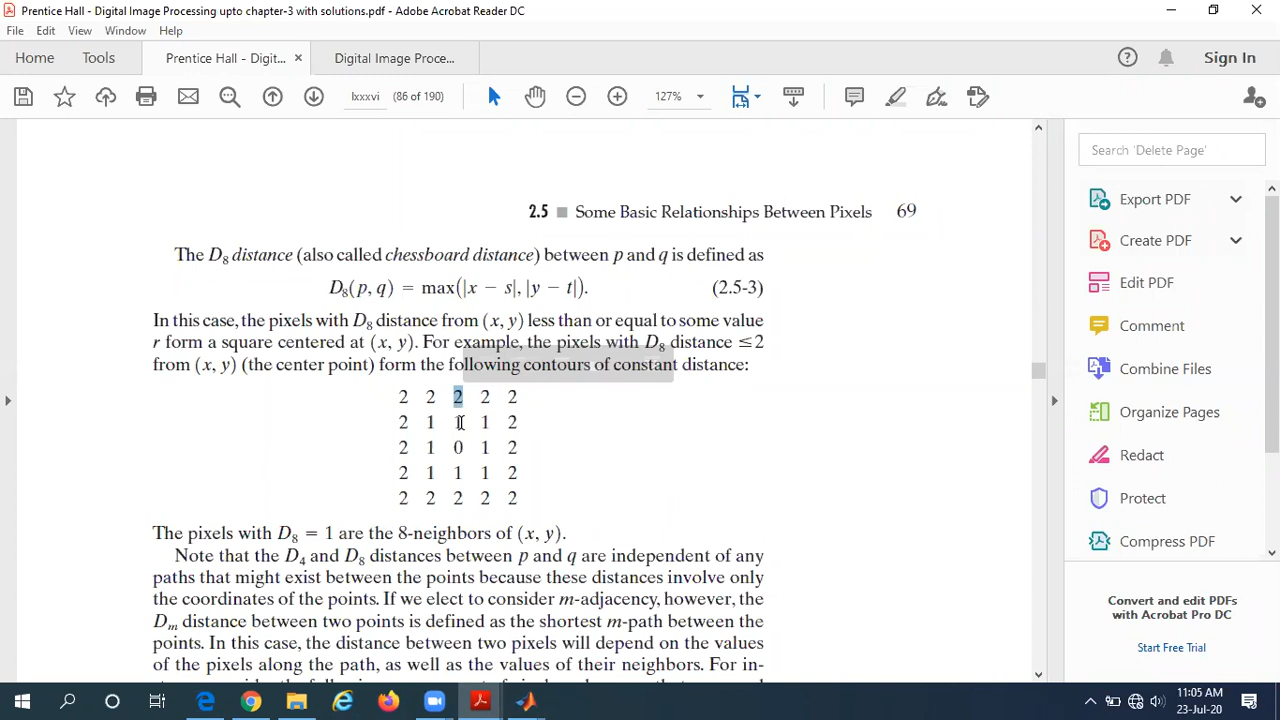 Prentice Hall - Digital Image Processing upto chapter-3 with solutions.pdf - Adobe Acrobat Reader DC
File Edit View Window Help
Home Tools Prentice Hall - Digit... × Digital Image Proce... Sign In
lxxxvi (86 of 190) 127%
2.5 ■ Some Basic Relationships Between Pixels 69
The D₈ distance (also called chessboard distance) between p and q is defined as
D₈(p, q) = max(|x − s|, |y − t|). (2.5-3)
In this case, the pixels with D₈ distance from (x, y) less than or equal to some value
r form a square centered at (x, y). For example, the pixels with D₈ distance ≤2
from (x, y) (the center point) form the following contours of constant distance:
2 2 2 2 2
2 1 1 1 2
2 1 0 1 2
2 1 1 1 2
2 2 2 2 2
The pixels with D₈ = 1 are the 8-neighbors of (x, y).
Note that the D₄ and D₈ distances between p and q are independent of any
paths that might exist between the points because these distances involve only
the coordinates of the points. If we elect to consider m-adjacency, however, the
Dₘ distance between two points is defined as the shortest m-path between the
points. In this case, the distance between two pixels will depend on the values
of the pixels along the path, as well as the values of their neighbors. For in-
Search 'Delete Page'
Export PDF
Create PDF
Edit PDF
Comment
Combine Files
Organize Pages
Redact
Protect
Compress PDF
Convert and edit PDFs
with Acrobat Pro DC
Start Free Trial
11:05 AM
23-Jul-20